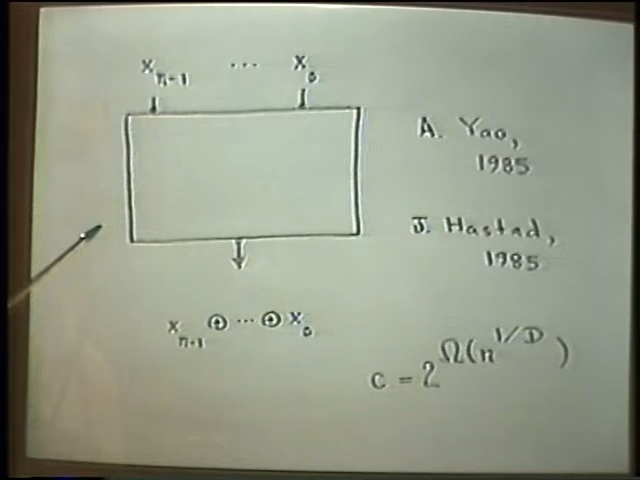 x_{n-1} ... x_0
A. Yao,
1985
J. Hastad,
1985
x_{n-1} ⊕ ... ⊕ x_0
c = 2^{Ω(n^{1/D})}